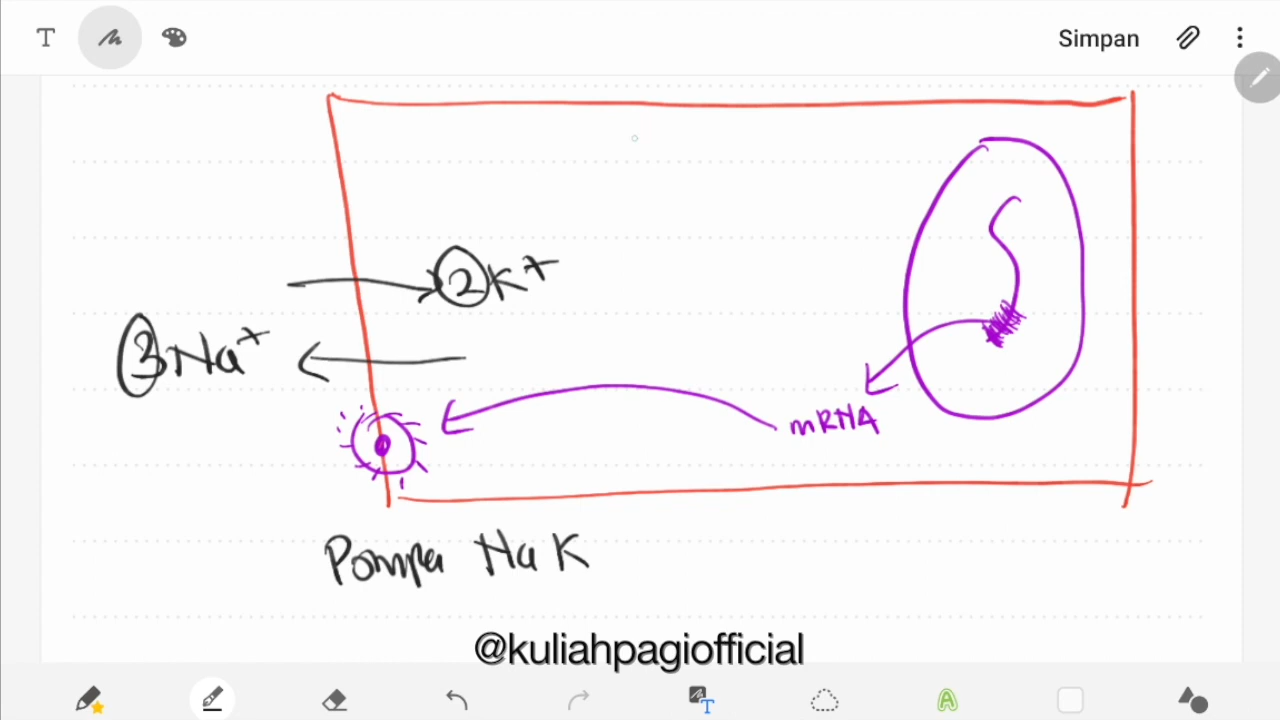 T
Simpan
2K+
3Na+
mRNA
Pompa Na K
@kuliahpagiofficial
T
A